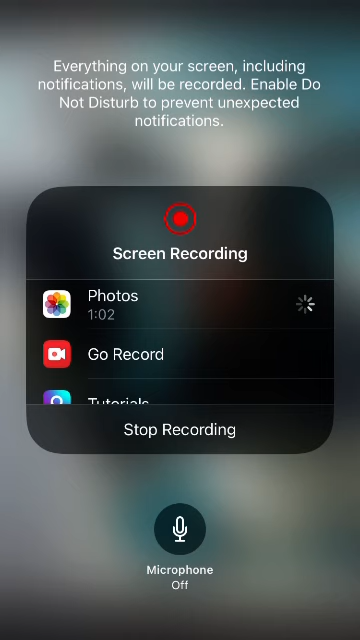 Everything on your screen, including
notifications, will be recorded. Enable Do
Not Disturb to prevent unexpected
notifications.
Screen Recording
Photos
1:02
Go Record
Tutorials
Stop Recording
Microphone
Off